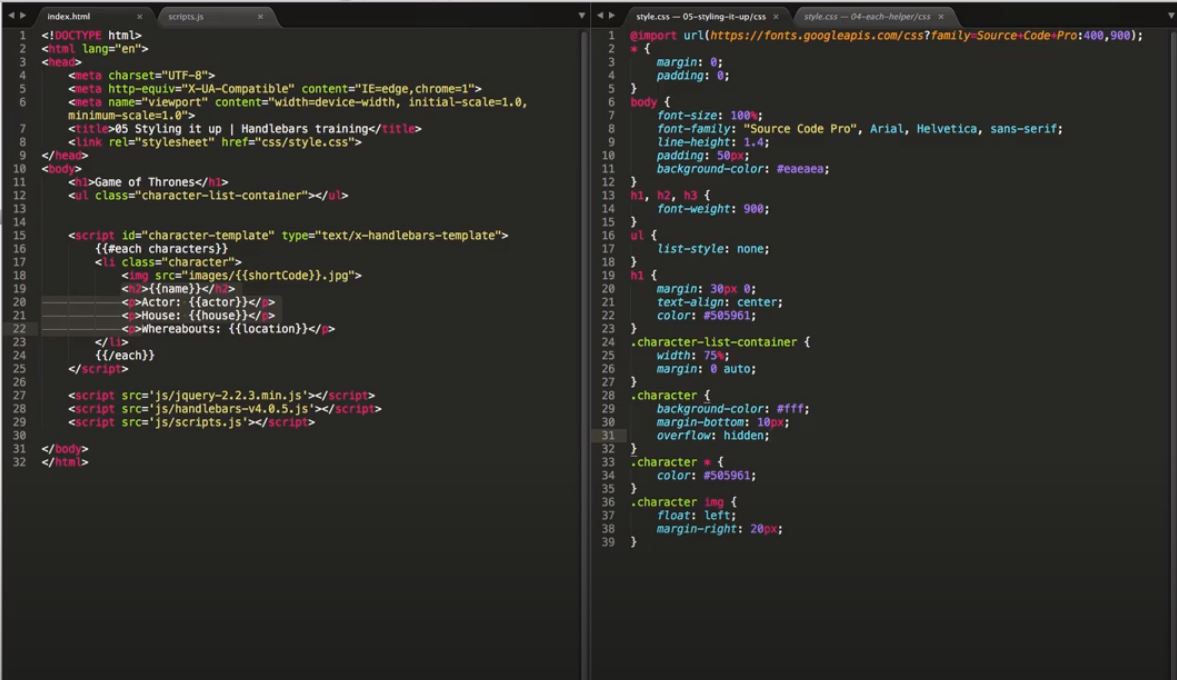 index.html × scripts.js ×
1 <!DOCTYPE html>
2 <html lang="en">
3 <head>
4 <meta charset="UTF-8">
5 <meta http-equiv="X-UA-Compatible" content="IE=edge,chrome=1">
6 <meta name="viewport" content="width=device-width, initial-scale=1.0,
minimum-scale=1.0">
7 <title>05 Styling it up | Handlebars training</title>
8 <link rel="stylesheet" href="css/style.css">
9 </head>
10 <body>
11 <h1>Game of Thrones</h1>
12 <ul class="character-list-container"></ul>
13
14
15 <script id="character-template" type="text/x-handlebars-template">
16 {{#each characters}}
17 <li class="character">
18 <img src="images/{{shortCode}}.jpg">
19 <h2>{{name}}</h2>
20 <p>Actor: {{actor}}</p>
21 <p>House: {{house}}</p>
22 <p>Whereabouts: {{location}}</p>
23 </li>
24 {{/each}}
25 </script>
26
27 <script src='js/jquery-2.2.3.min.js'></script>
28 <script src='js/handlebars-v4.0.5.js'></script>
29 <script src='js/scripts.js'></script>
30
31 </body>
32 </html>
style.css — 05-styling-it-up/css × style.css — 04-each-helper/css ×
1 @import url(https://fonts.googleapis.com/css?family=Source+Code+Pro:400,900);
2 * {
3 margin: 0;
4 padding: 0;
5 }
6 body {
7 font-size: 100%;
8 font-family: "Source Code Pro", Arial, Helvetica, sans-serif;
9 line-height: 1.4;
10 padding: 50px;
11 background-color: #eaeaea;
12 }
13 h1, h2, h3 {
14 font-weight: 900;
15 }
16 ul {
17 list-style: none;
18 }
19 h1 {
20 margin: 30px 0;
21 text-align: center;
22 color: #505961;
23 }
24 .character-list-container {
25 width: 75%;
26 margin: 0 auto;
27 }
28 .character {
29 background-color: #fff;
30 margin-bottom: 10px;
31 overflow: hidden;
32 }
33 .character * {
34 color: #505961;
35 }
36 .character img {
37 float: left;
38 margin-right: 20px;
39 }